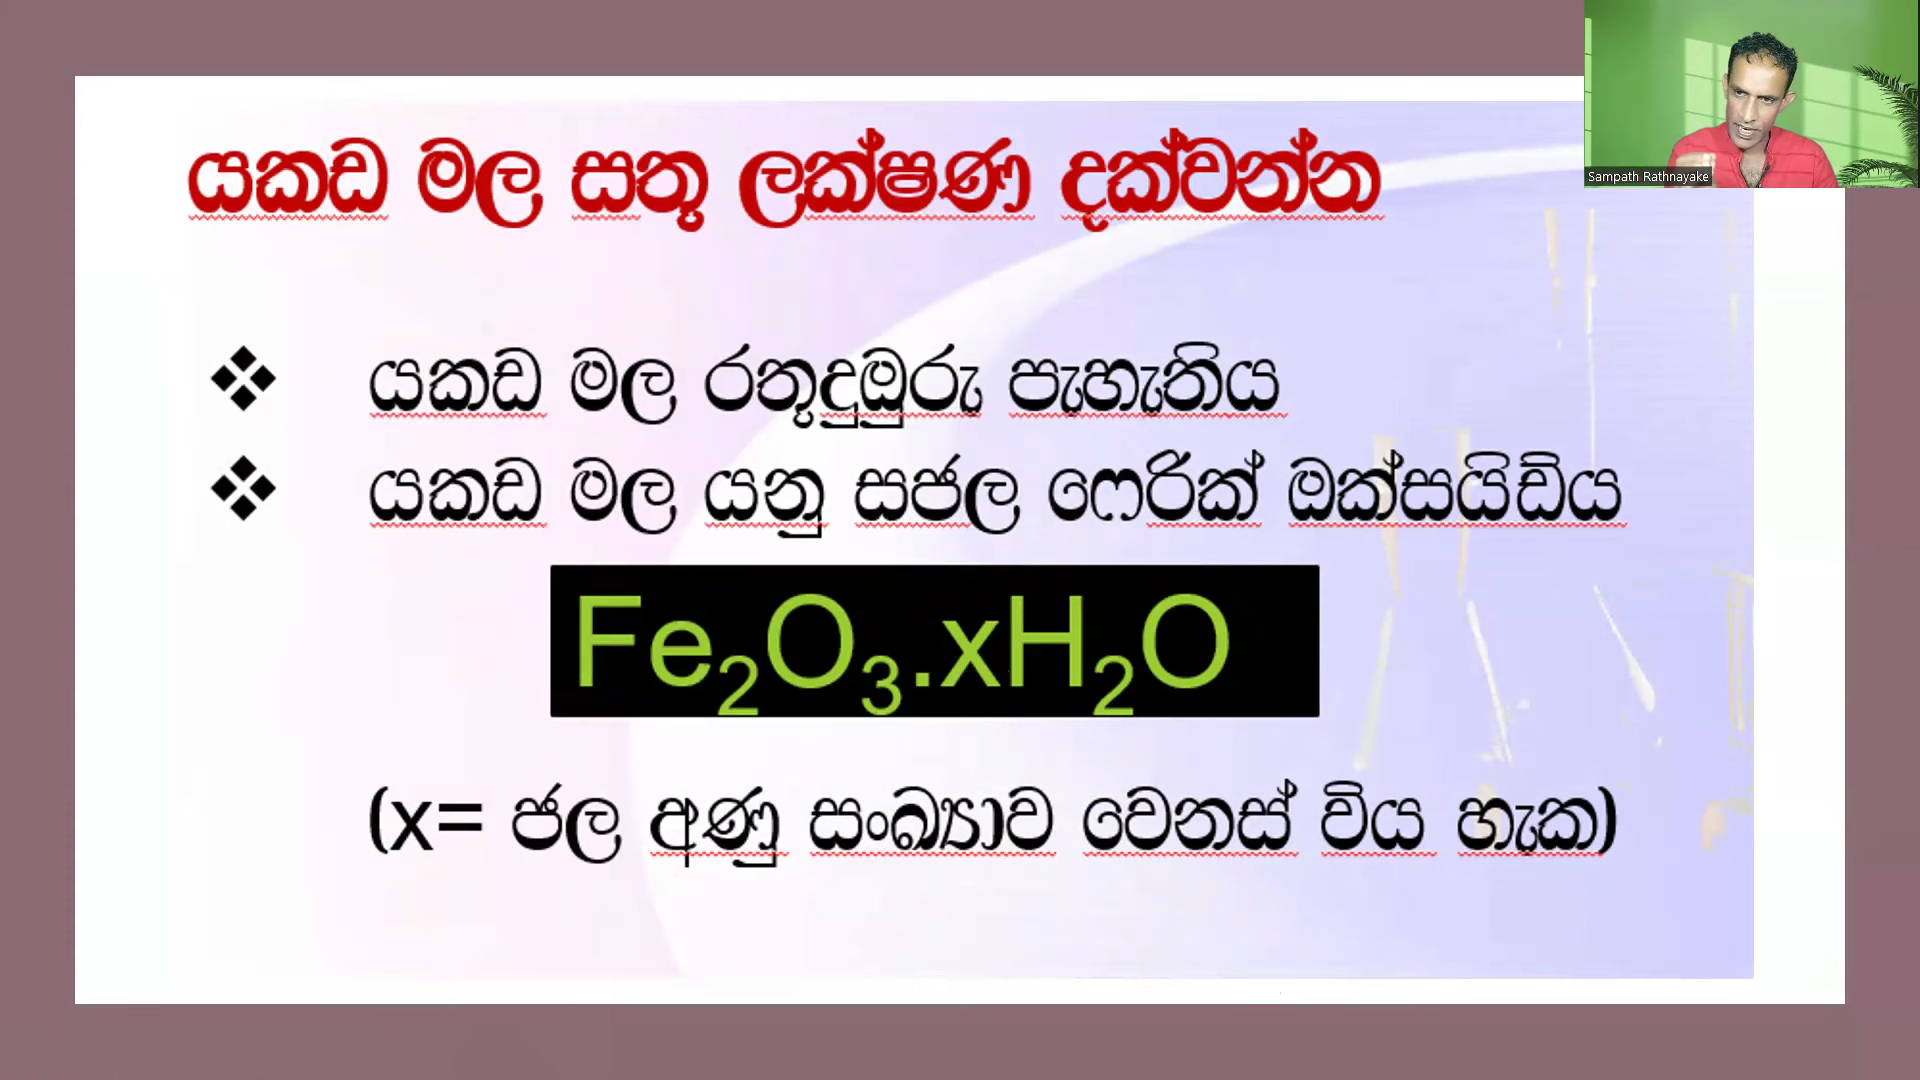 යකඩ මල සතු ලක්ෂණ දක්වන්න
Sampath Rathnayake
❖ යකඩ මල රතුදුඹුරු පැහැතිය
❖ යකඩ මල යනු සජල ෆෙරික් ඔක්සයිඩ්ය
Fe₂O₃.xH₂O
(x= ජල අණු සංඛ්‍යාව වෙනස් විය හැක)